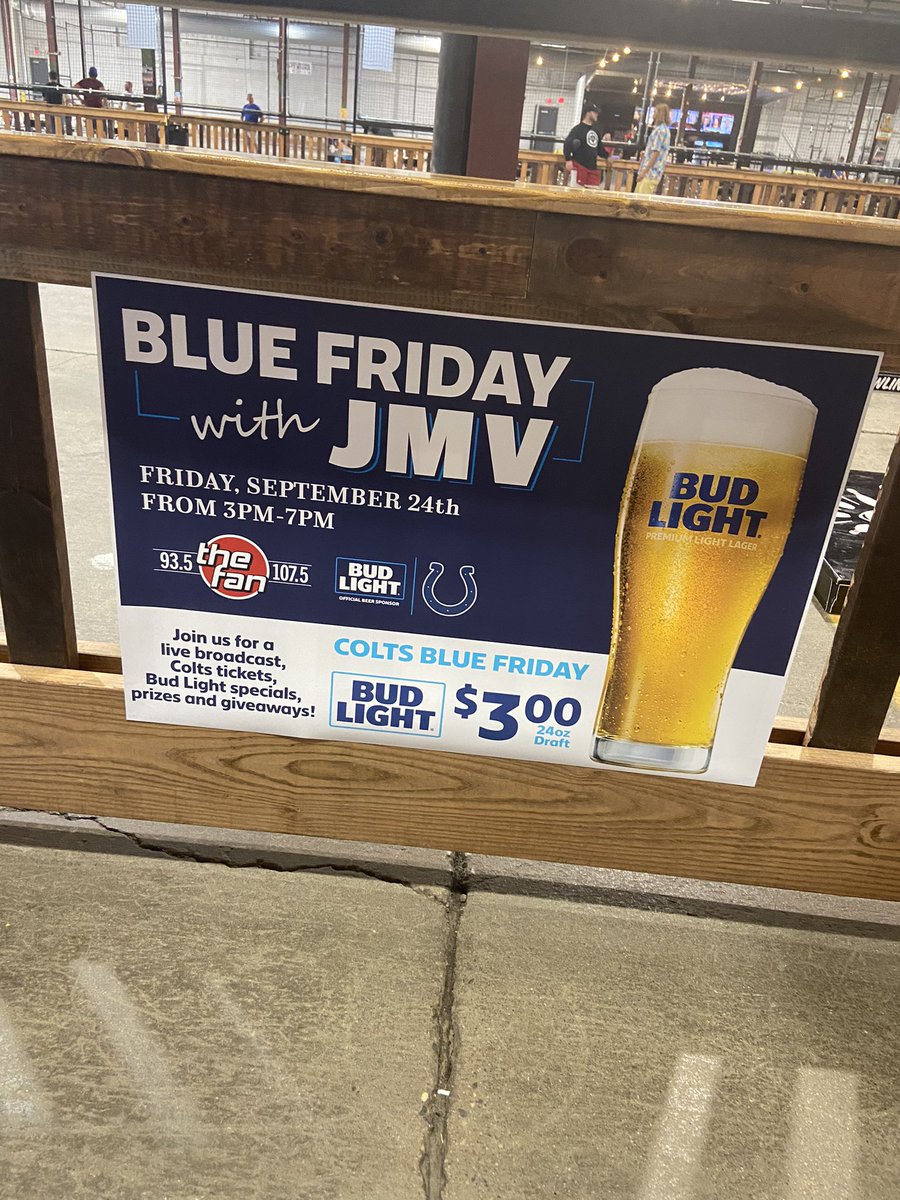 BLUE FRIDAY
with JMV
FRIDAY, SEPTEMBER 24th
FROM 3PM-7PM
93.5 the fan 107.5
BUD
LIGHT
OFFICIAL BEER SPONSOR
Join us for a
live broadcast,
Colts tickets,
Bud Light specials,
prizes and giveaways!
COLTS BLUE FRIDAY
BUD
LIGHT
$3.00
24oz
Draft
BUD
LIGHT
PREMIUM LIGHT LAGER